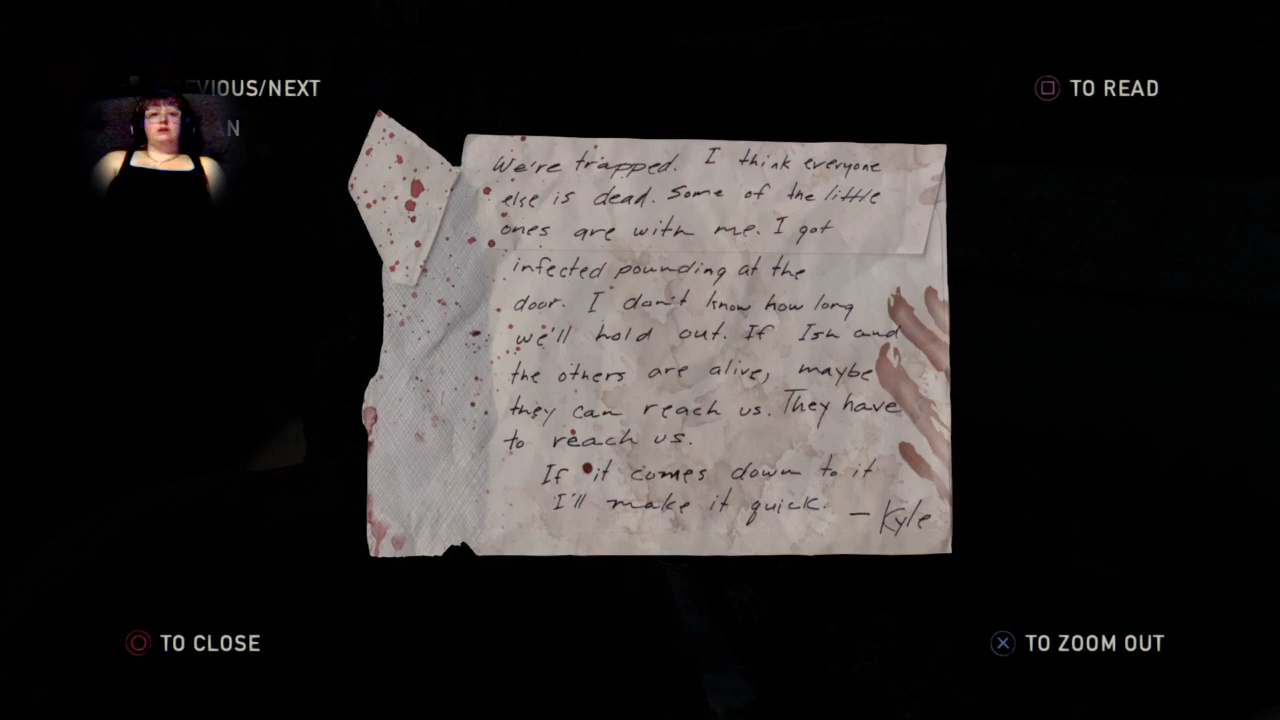 VIOUS/NEXT
AN
TO READ
We're trapped. I think everyone
else is dead. Some of the little
ones are with me. I got
infected pounding at the
door. I don't know how long
we'll hold out. If Ish and
the others are alive, maybe
they can reach us. They have
to reach us.
If it comes down to it
I'll make it quick. – Kyle
TO CLOSE
TO ZOOM OUT